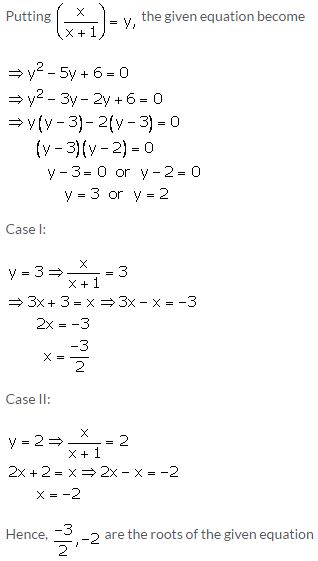 Putting (x/(x + 1)) = y, the given equation become
⇒ y² − 5y + 6 = 0
⇒ y² − 3y − 2y + 6 = 0
⇒ y(y − 3) − 2(y − 3) = 0
(y − 3)(y − 2) = 0
y − 3 = 0 or y − 2 = 0
y = 3 or y = 2
Case I:
y = 3 ⇒ x/(x + 1) = 3
⇒ 3x + 3 = x ⇒ 3x − x = −3
2x = −3
x = −3/2
Case II:
y = 2 ⇒ x/(x + 1) = 2
2x + 2 = x ⇒ 2x − x = −2
x = −2
Hence, −3/2, −2 are the roots of the given equation